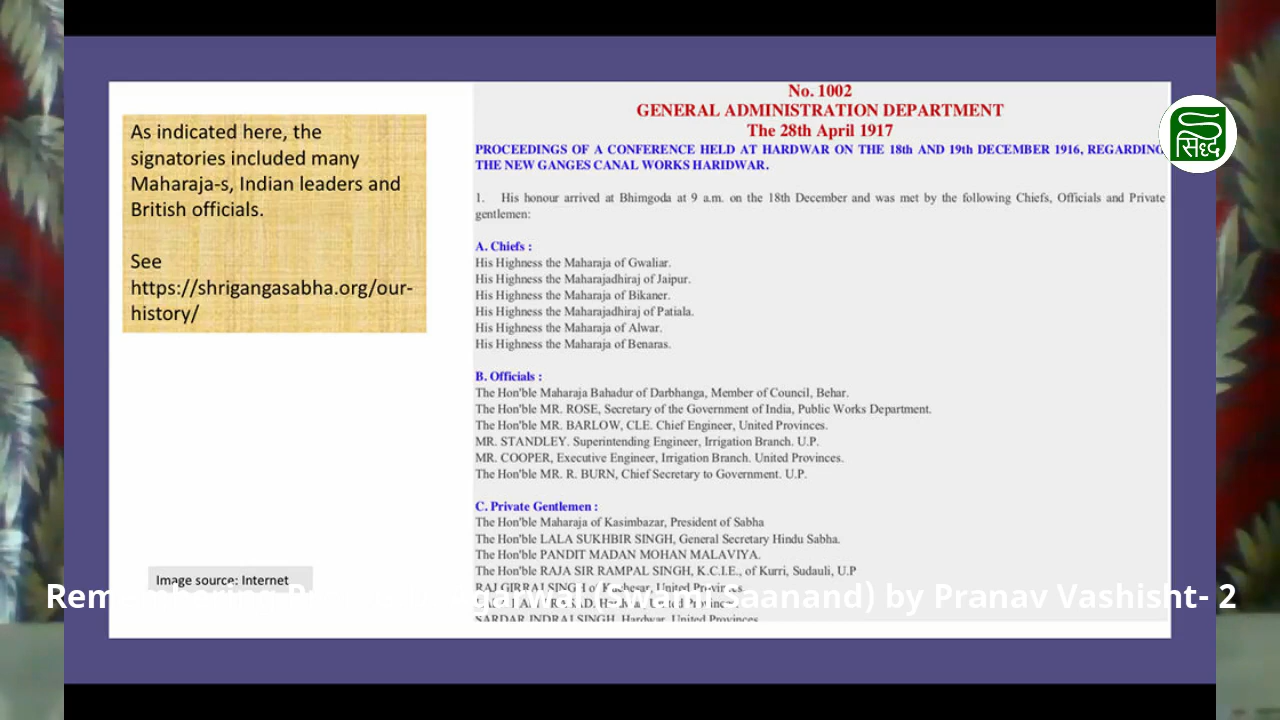 As indicated here, the
signatories included many
Maharaja-s, Indian leaders and
British officials.
See
https://shrigangasabha.org/our-
history/
Image source: Internet
No. 1002
GENERAL ADMINISTRATION DEPARTMENT
The 28th April 1917
PROCEEDINGS OF A CONFERENCE HELD AT HARDWAR ON THE 18th AND 19th DECEMBER 1916, REGARDING
THE NEW GANGES CANAL WORKS HARIDWAR.
1. His honour arrived at Bhimgoda at 9 a.m. on the 18th December and was met by the following Chiefs, Officials and Private
gentlemen:
A. Chiefs :
His Highness the Maharaja of Gwaliar.
His Highness the Maharajadhiraj of Jaipur.
His Highness the Maharaja of Bikaner.
His Highness the Maharajadhiraj of Patiala.
His Highness the Maharaja of Alwar.
His Highness the Maharaja of Benaras.
B. Officials :
The Hon'ble Maharaja Bahadur of Darbhanga, Member of Council, Behar.
The Hon'ble MR. ROSE, Secretary of the Government of India, Public Works Department.
The Hon'ble MR. BARLOW, CLE. Chief Engineer, United Provinces.
MR. STANDLEY. Superintending Engineer, Irrigation Branch. U.P.
MR. COOPER, Executive Engineer, Irrigation Branch. United Provinces.
The Hon'ble MR. R. BURN, Chief Secretary to Government. U.P.
C. Private Gentlemen :
The Hon'ble Maharaja of Kasimbazar, President of Sabha
The Hon'ble LALA SUKHBIR SINGH, General Secretary Hindu Sabha.
The Hon'ble PANDIT MADAN MOHAN MALAVIYA.
The Hon'ble RAJA SIR RAMPAL SINGH, K.C.I.E., of Kurri, Sudauli, U.P
SINGH of United Provinces.
United Provinces.
SARDAR INDRAJ SINGH, Hardwar, United Provinces
Remembering (Swami Saanand) by Pranav Vashisht- 2
सिद्ध